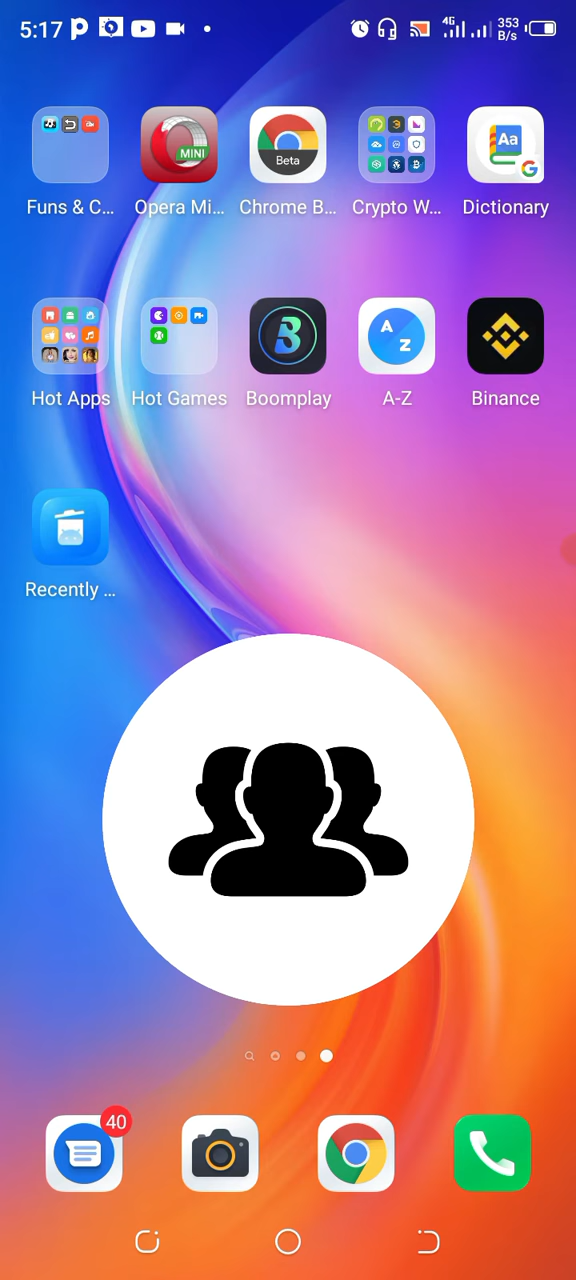 5:17 4G 353 B/s
MINI Beta Aa G
Funs & C... Opera Mi... Chrome B... Crypto W... Dictionary
A Z
Hot Apps Hot Games Boomplay A-Z Binance
Recently ...
40